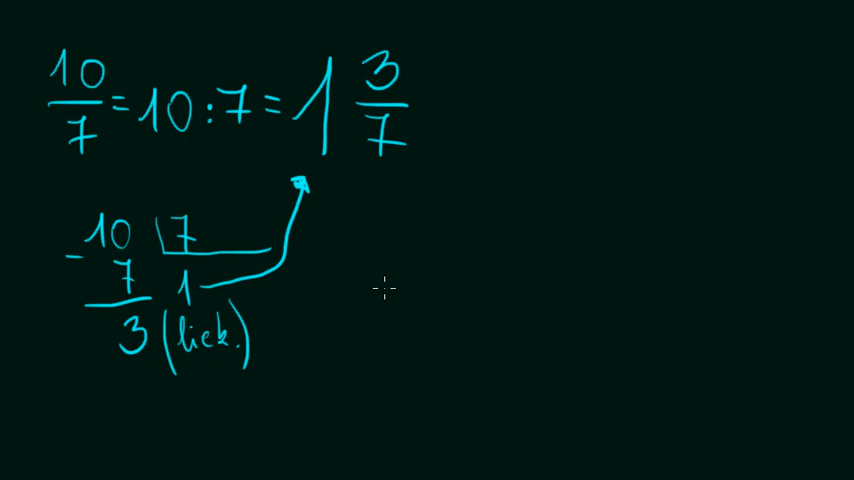 10/7 = 10 : 7 = 1 3/7
10 | 7
- 7 1
3 (liek.)